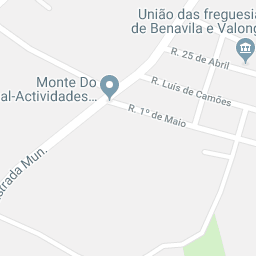 União das freguesia
de Benavila e Valong
R. 25 de Abril
Monte Do
al-Actividades...
R. Luís de Camões
R. 1º de Maio
strada Mun.